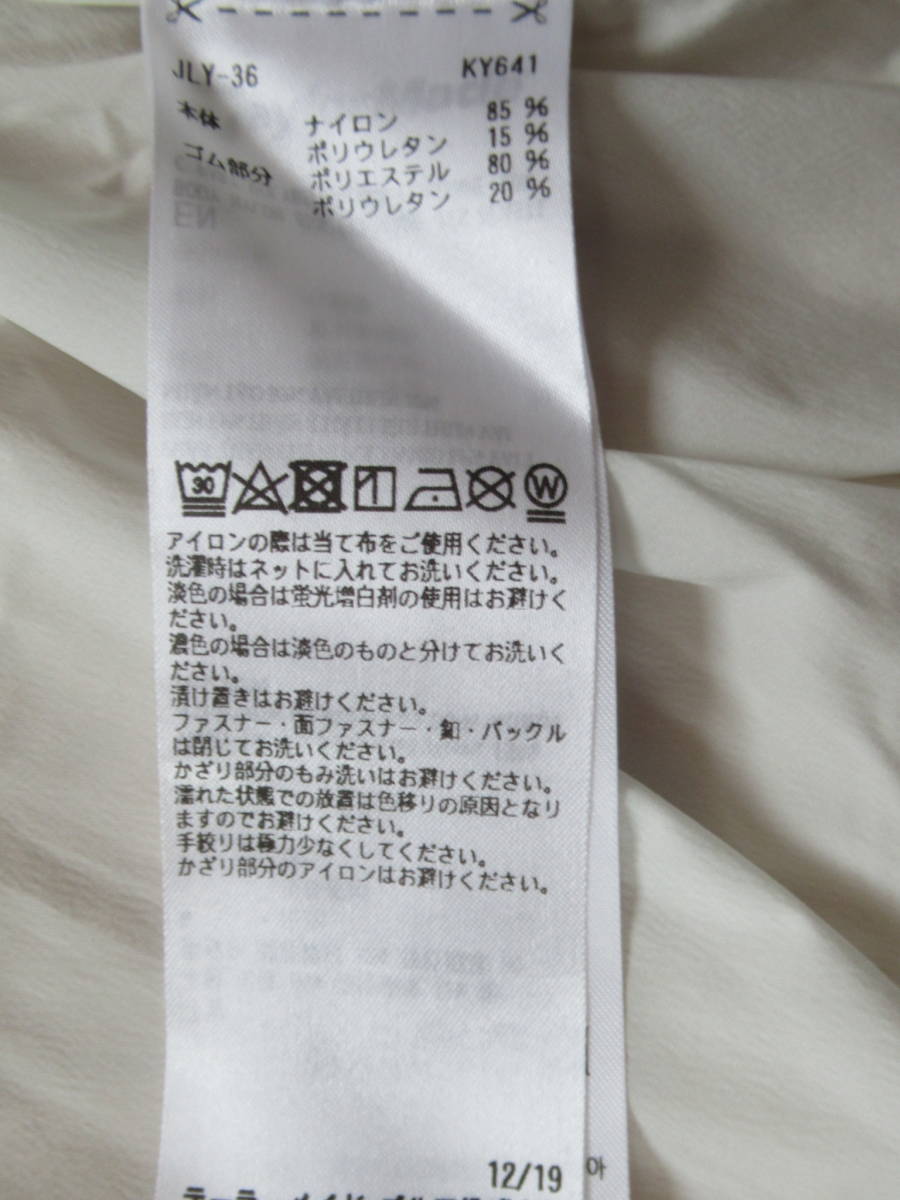 JLY-36 KY641
本体 ナイロン 85 %
ポリウレタン 15 %
ゴム部分 ポリエステル 80 %
ポリウレタン 20 %
30
W
アイロンの際は当て布をご使用ください。
洗濯時はネットに入れてお洗いください。
淡色の場合は蛍光増白剤の使用はお避けく
ださい。
濃色の場合は淡色のものと分けてお洗いく
ださい。
漬け置きはお避けください。
ファスナー・面ファスナー・釦・バックル
は閉じてお洗いください。
かざり部分のもみ洗いはお避けください。
濡れた状態での放置は色移りの原因となり
ますのでお避けください。
手絞りは極力少なくしてください。
かざり部分のアイロンはお避けください。
12/19
아